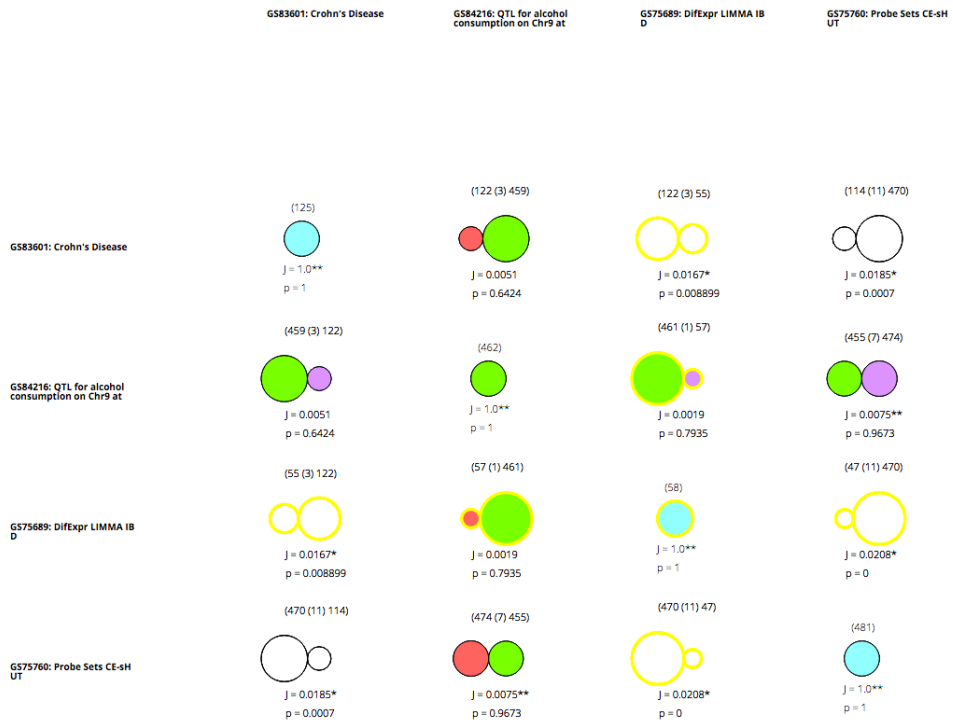 GS83601: Crohn's Disease
GS84216: QTL for alcohol
consumption on Chr9 at
GS75689: DifExpr LIMMA IB
D
GS75760: Probe Sets CE-sH
UT
GS83601: Crohn's Disease
(125)
J = 1.0**
p = 1
(122 (3) 459)
J = 0.0051
p = 0.6424
(122 (3) 55)
J = 0.0167*
p = 0.008899
(114 (11) 470)
J = 0.0185*
p = 0.0007
GS84216: QTL for alcohol
consumption on Chr9 at
(459 (3) 122)
J = 0.0051
p = 0.6424
(462)
J = 1.0**
p = 1
(461 (1) 57)
J = 0.0019
p = 0.7935
(455 (7) 474)
J = 0.0075**
p = 0.9673
GS75689: DifExpr LIMMA IB
D
(55 (3) 122)
J = 0.0167*
p = 0.008899
(57 (1) 461)
J = 0.0019
p = 0.7935
(58)
J = 1.0**
p = 1
(47 (11) 470)
J = 0.0208*
p = 0
GS75760: Probe Sets CE-sH
UT
(470 (11) 114)
J = 0.0185*
p = 0.0007
(474 (7) 455)
J = 0.0075**
p = 0.9673
(470 (11) 47)
J = 0.0208*
p = 0
(481)
J = 1.0**
p = 1